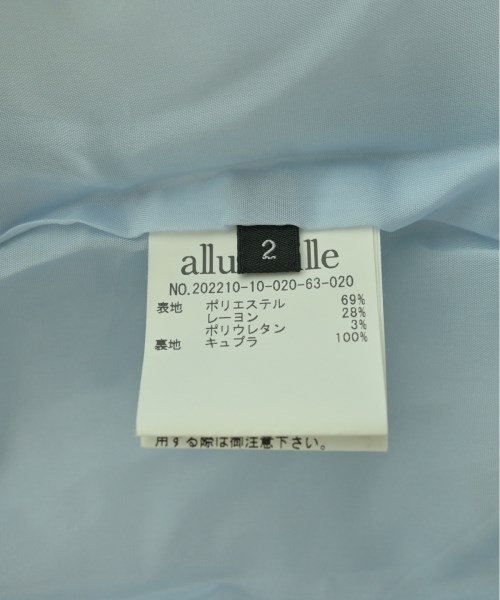 2
allu lle
NO.202210-10-020-63-020
表地 ポリエステル 69%
レーヨン 28%
ポリウレタン 3%
裏地 キュプラ 100%
用する際は御注意下さい。